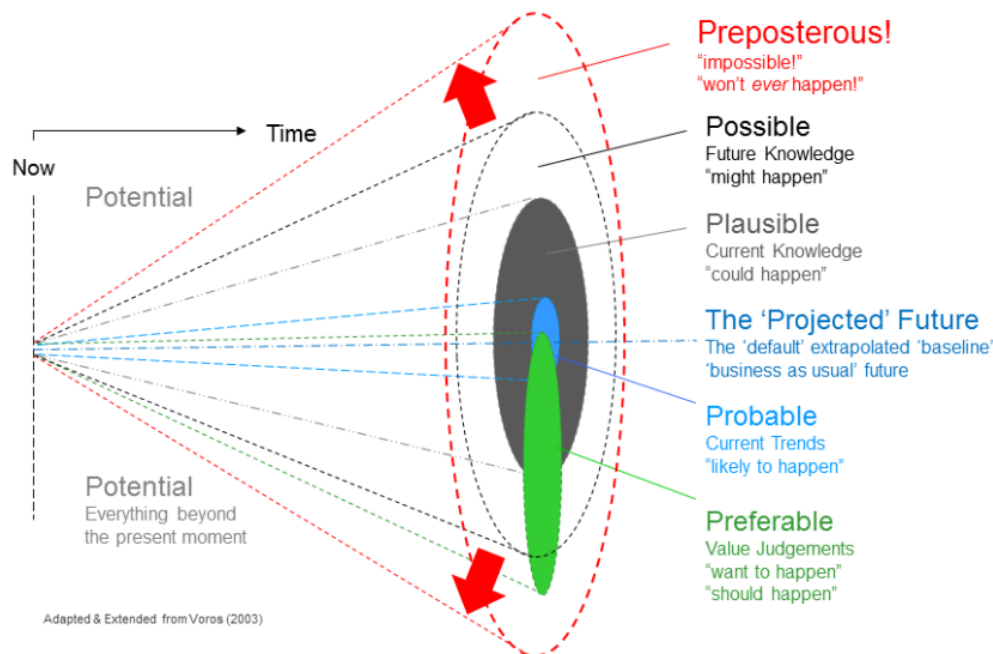 Preposterous!
“impossible!”
“won’t ever happen!”
Time
Now
Potential
Possible
Future Knowledge
“might happen”
Plausible
Current Knowledge
“could happen”
The ‘Projected’ Future
The ‘default’ extrapolated ‘baseline’
‘business as usual’ future
Probable
Current Trends
“likely to happen”
Potential
Everything beyond
the present moment
Preferable
Value Judgements
“want to happen”
“should happen”
Adapted & Extended from Voros (2003)